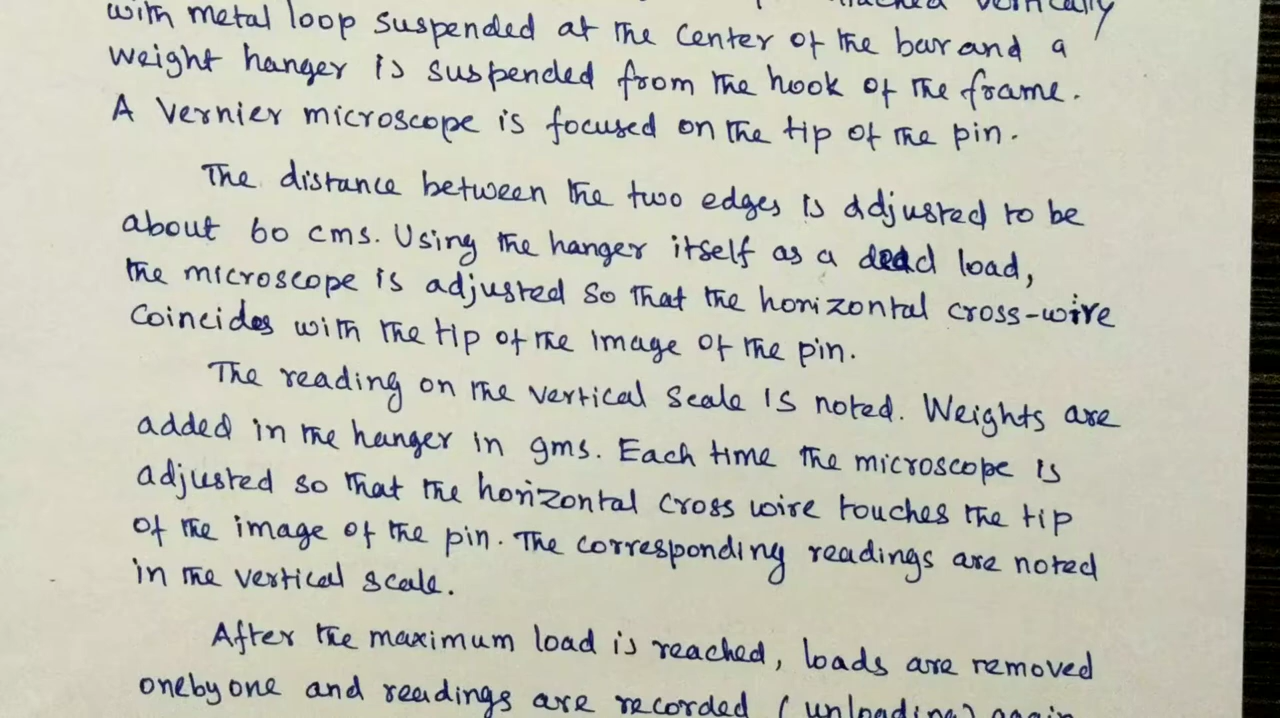 attached vertically
with metal loop suspended at the center of the bar and a
weight hanger is suspended from the hook of the frame.
A Vernier microscope is focused on the tip of the pin.
The distance between the two edges is adjusted to be
about 60 cms. Using the hanger itself as a dead load,
the microscope is adjusted so that the horizontal cross-wire
Coincides with the tip of the image of the pin.
The reading on the vertical scale is noted. Weights are
added in the hanger in gms. Each time the microscope is
adjusted so that the horizontal cross wire touches the tip
of the image of the pin. The corresponding readings are noted
in the vertical scale.
After the maximum load is reached, loads are removed
onebyone and readings are recorded (unloading) again